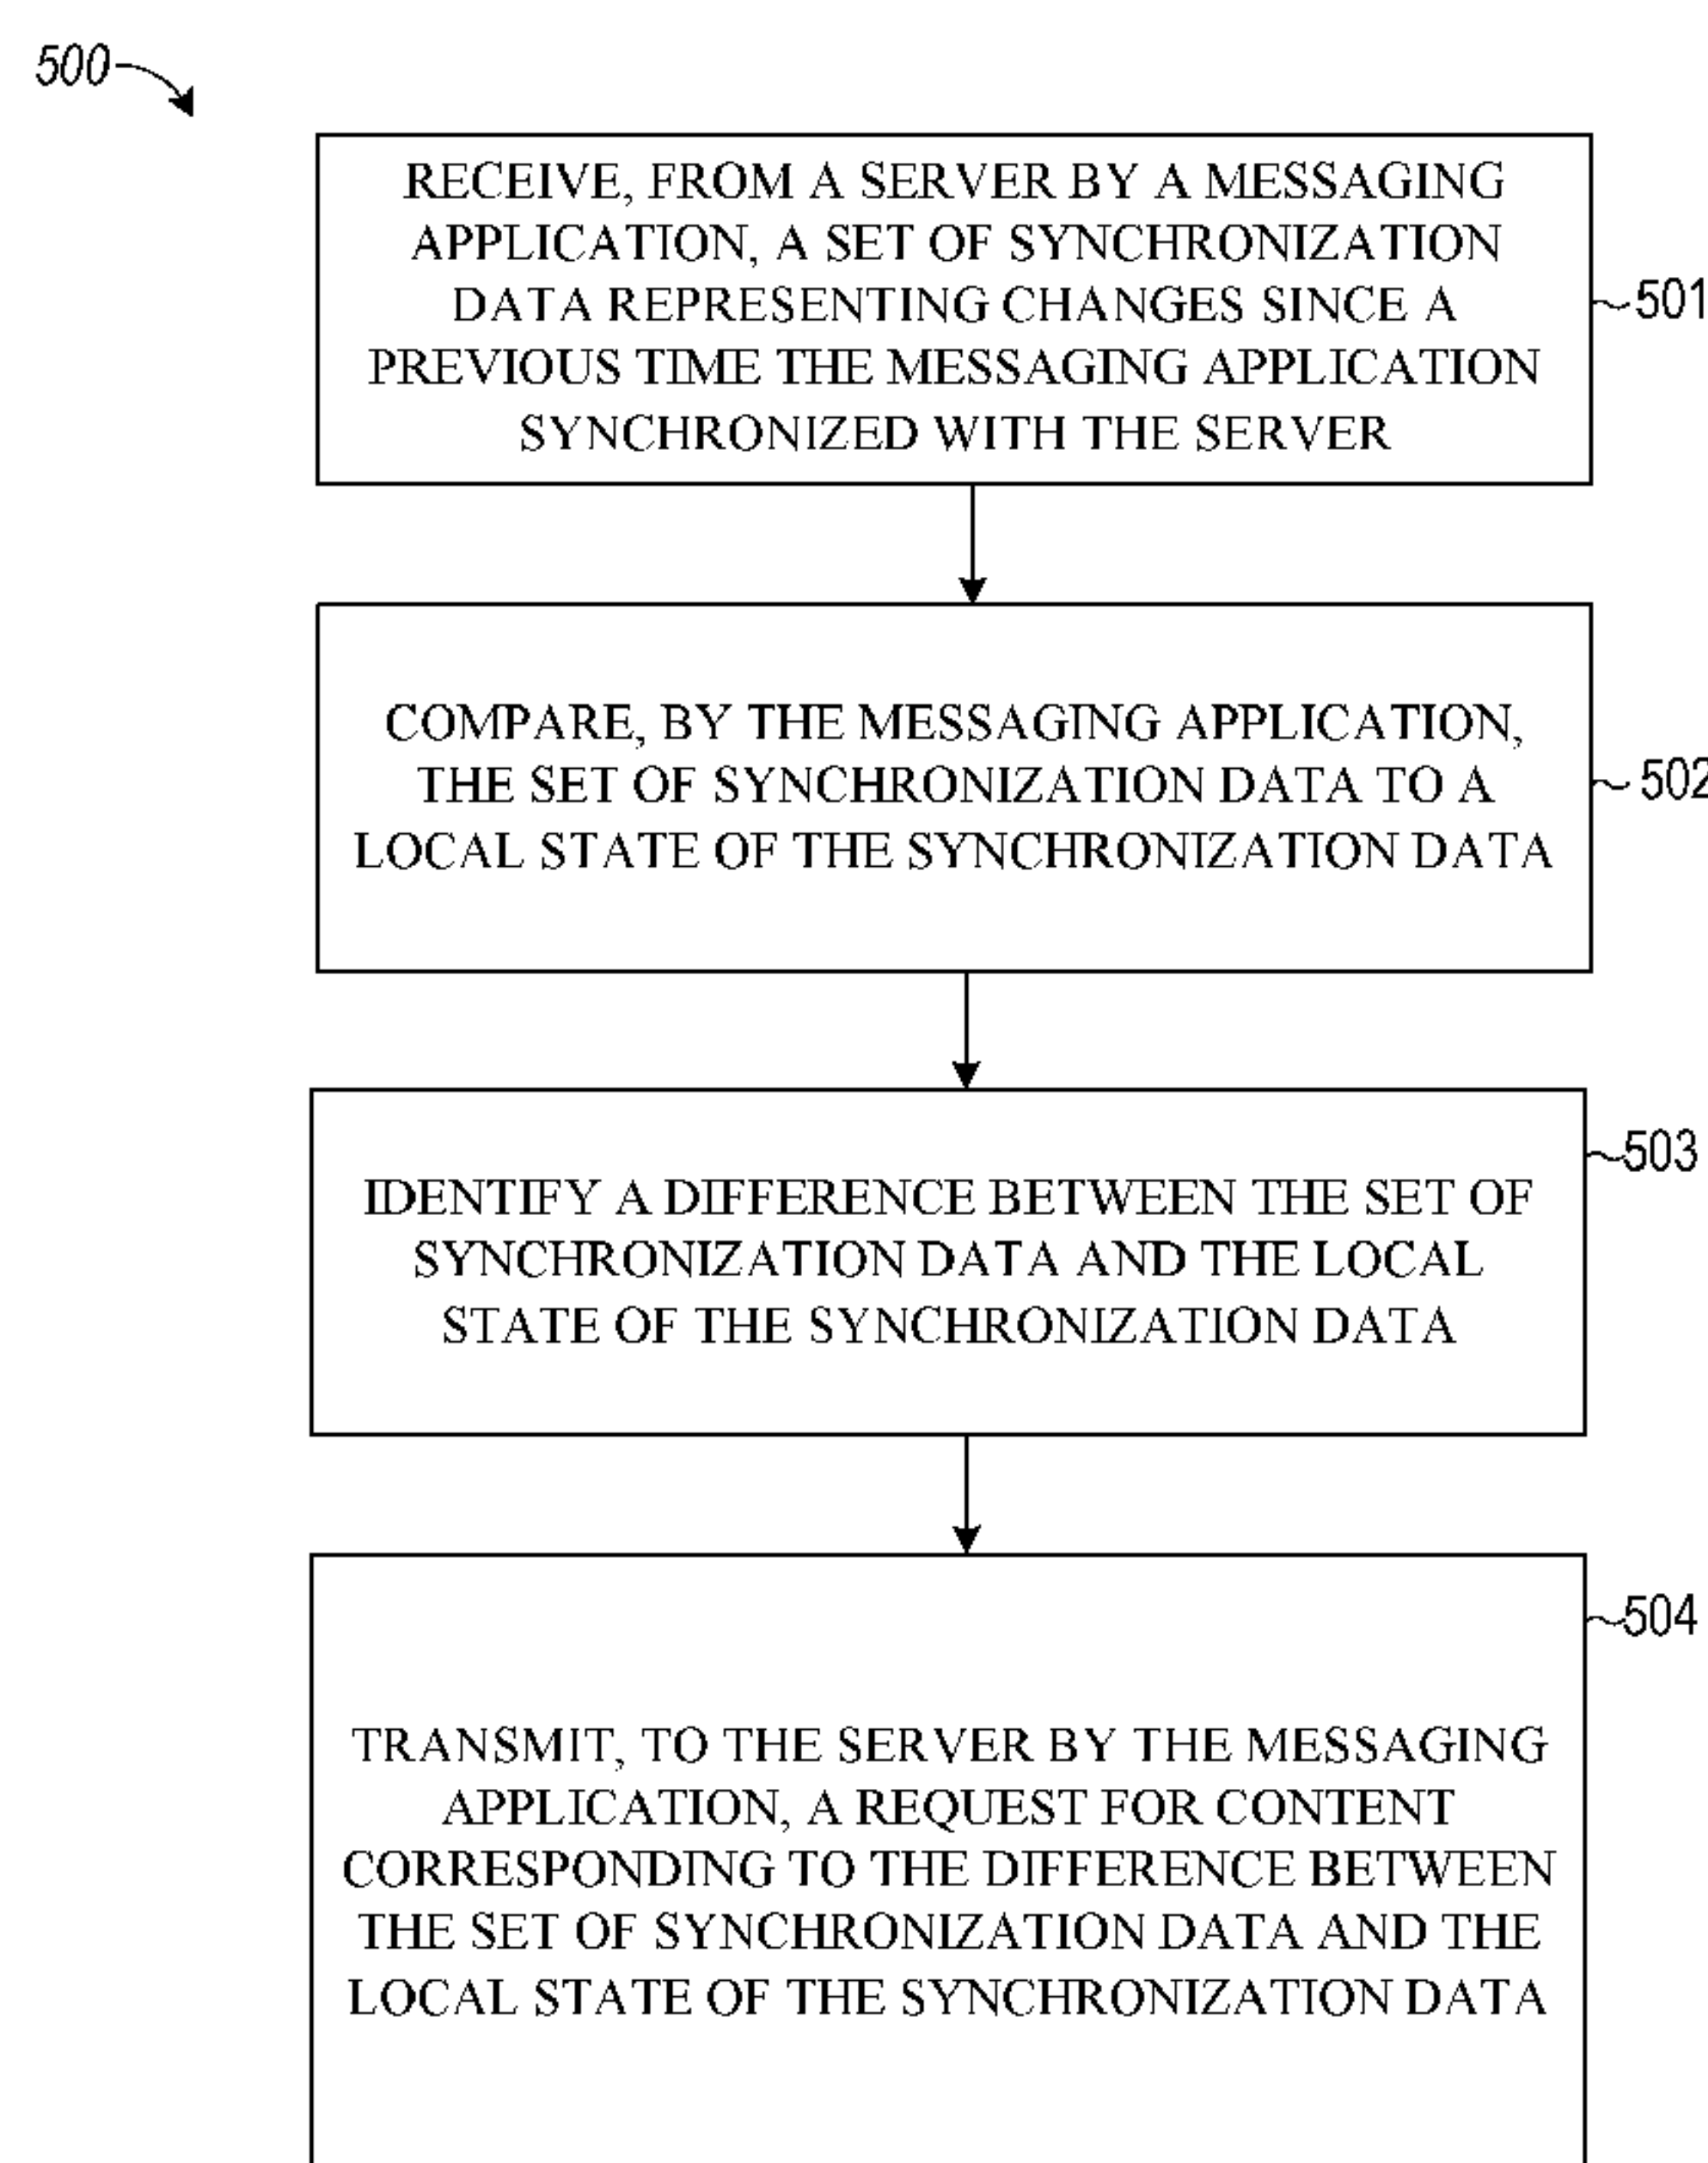 500
RECEIVE, FROM A SERVER BY A MESSAGING
APPLICATION, A SET OF SYNCHRONIZATION
DATA REPRESENTING CHANGES SINCE A
PREVIOUS TIME THE MESSAGING APPLICATION
SYNCHRONIZED WITH THE SERVER
501
COMPARE, BY THE MESSAGING APPLICATION,
THE SET OF SYNCHRONIZATION DATA TO A
LOCAL STATE OF THE SYNCHRONIZATION DATA
502
503
IDENTIFY A DIFFERENCE BETWEEN THE SET OF
SYNCHRONIZATION DATA AND THE LOCAL
STATE OF THE SYNCHRONIZATION DATA
504
TRANSMIT, TO THE SERVER BY THE MESSAGING
APPLICATION, A REQUEST FOR CONTENT
CORRESPONDING TO THE DIFFERENCE BETWEEN
THE SET OF SYNCHRONIZATION DATA AND THE
LOCAL STATE OF THE SYNCHRONIZATION DATA